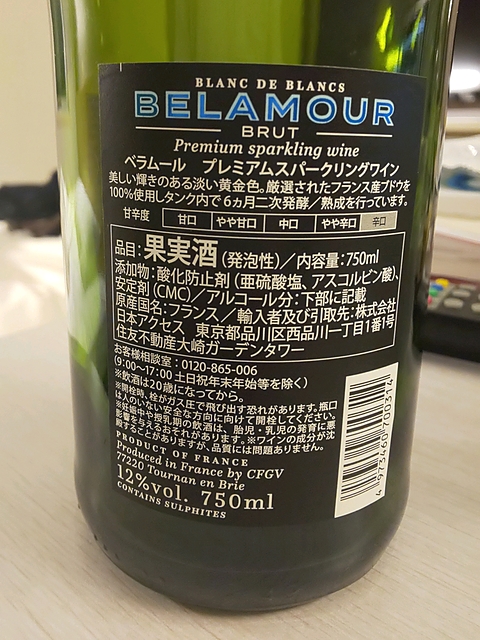 BLANC DE BLANCS
BELAMOUR
BRUT
Premium sparkling wine
ベラムール プレミアムスパークリングワイン
美しい輝きのある淡い黄金色。厳選されたフランス産ブドウを
100%使用しタンク内で6ヵ月二次発酵／熟成を行っています。
甘辛度 甘口 やや甘口 中口 やや辛口 辛口
品目:果実酒(発泡性)／内容量:750ml
添加物:酸化防止剤(亜硫酸塩、アスコルビン酸)、
安定剤(CMC)／アルコール分:下部に記載
原産国名:フランス／輸入者及び引取先:株式会社
日本アクセス 東京都品川区西品川一丁目1番1号
住友不動産大崎ガーデンタワー
お客様相談室:0120-865-006
(9:00~17:00 土日祝年末年始等を除く)
※飲酒は20歳になってから。
※開栓時、栓がガス圧で飛び出す恐れがあります。瓶口
は人のいない安全な方向に向けて開栓してください。
※妊娠中や授乳期の飲酒は、胎児・乳児の発育に悪
影響を与えるおそれがあります。※ワインの成分が沈
殿することがありますが、品質には問題ありません。
PRODUCT OF FRANCE
Produced in France by CFGV
77220 Tournan en Brie
12%vol. 750ml
CONTAINS SULPHITES
4973460700314